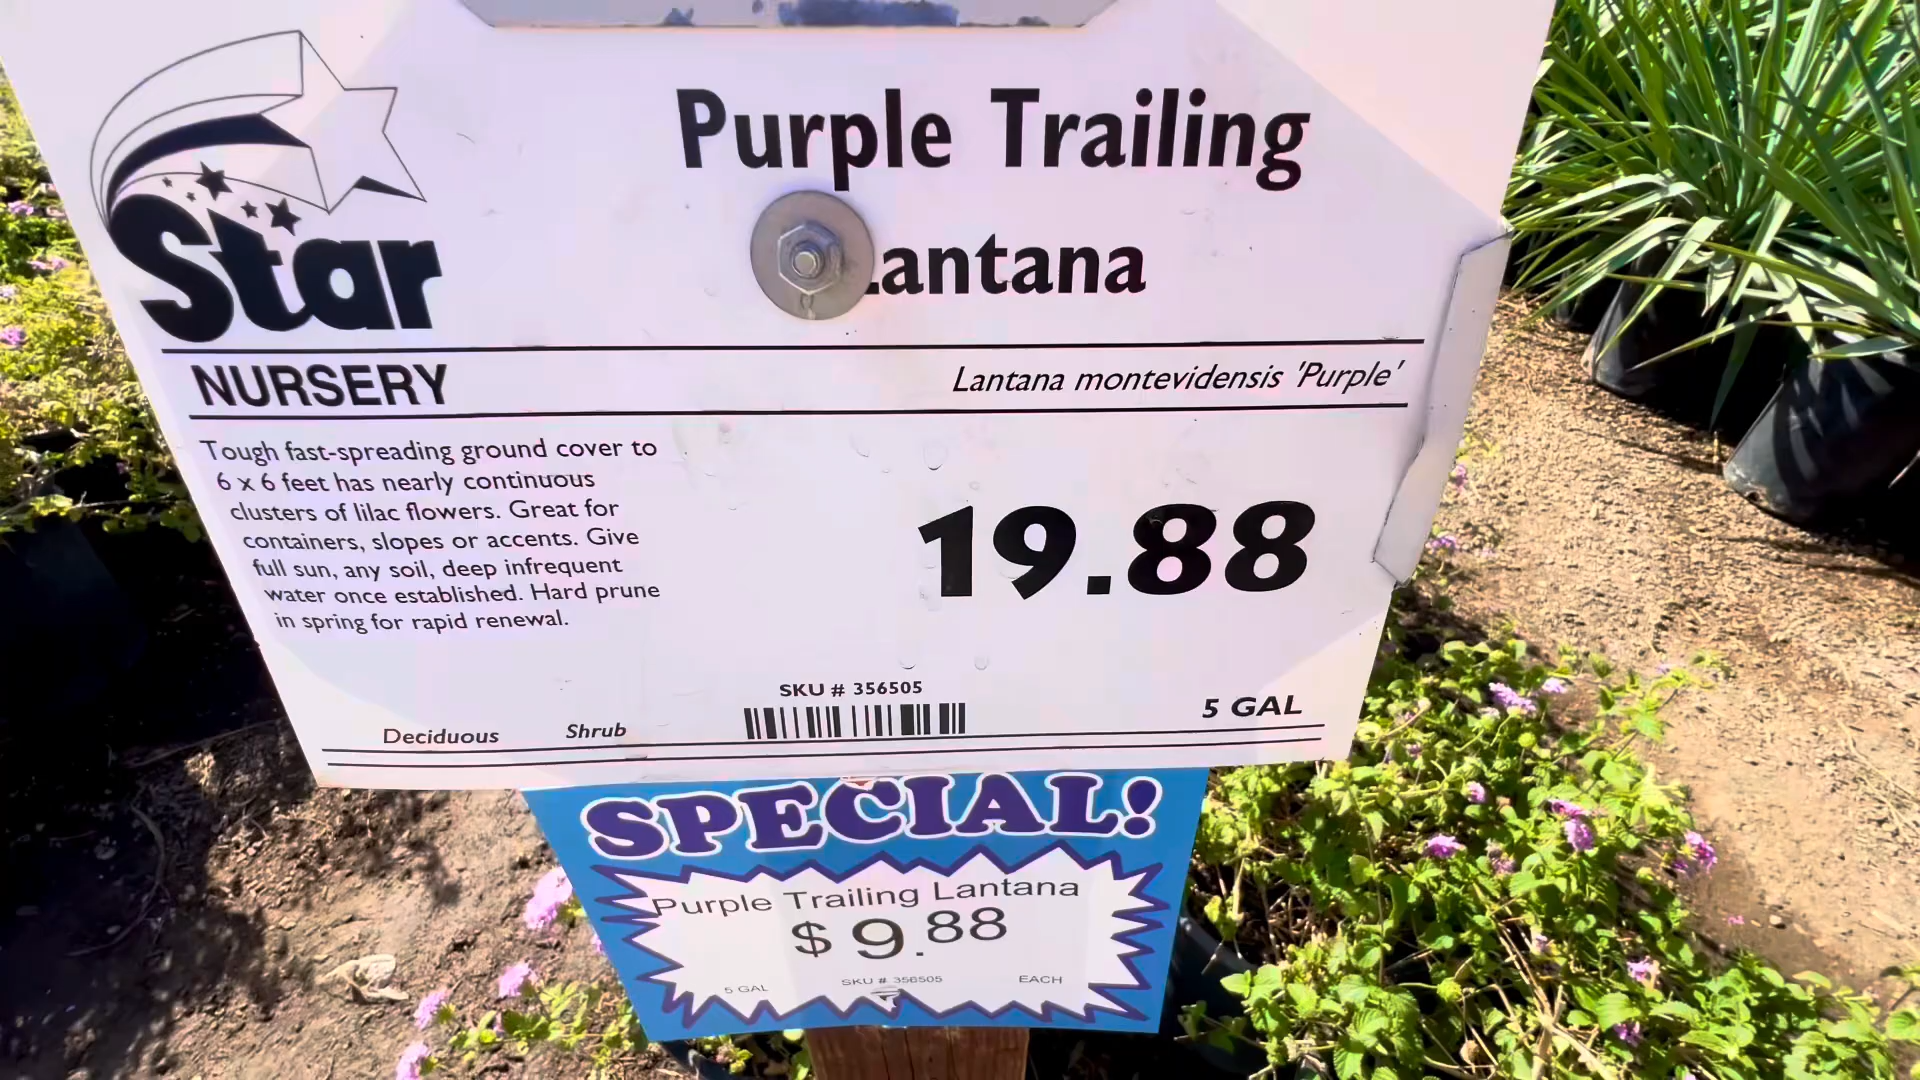 Star
NURSERY
Purple Trailing
Lantana
Lantana montevidensis 'Purple'
Tough fast-spreading ground cover to
6 x 6 feet has nearly continuous
clusters of lilac flowers. Great for
containers, slopes or accents. Give
full sun, any soil, deep infrequent
water once established. Hard prune
in spring for rapid renewal.
19.88
SKU # 356505
Deciduous Shrub
5 GAL
SPECIAL!
Purple Trailing Lantana
$9.88
5 GAL SKU # 356505 EACH